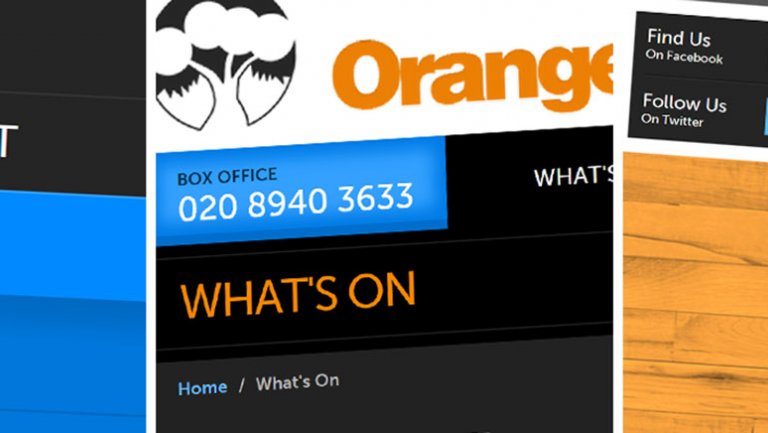 T
Orange
BOX OFFICE
020 8940 3633
WHAT'S
WHAT'S ON
Home / What's On
Find Us
On Facebook
Follow Us
On Twitter